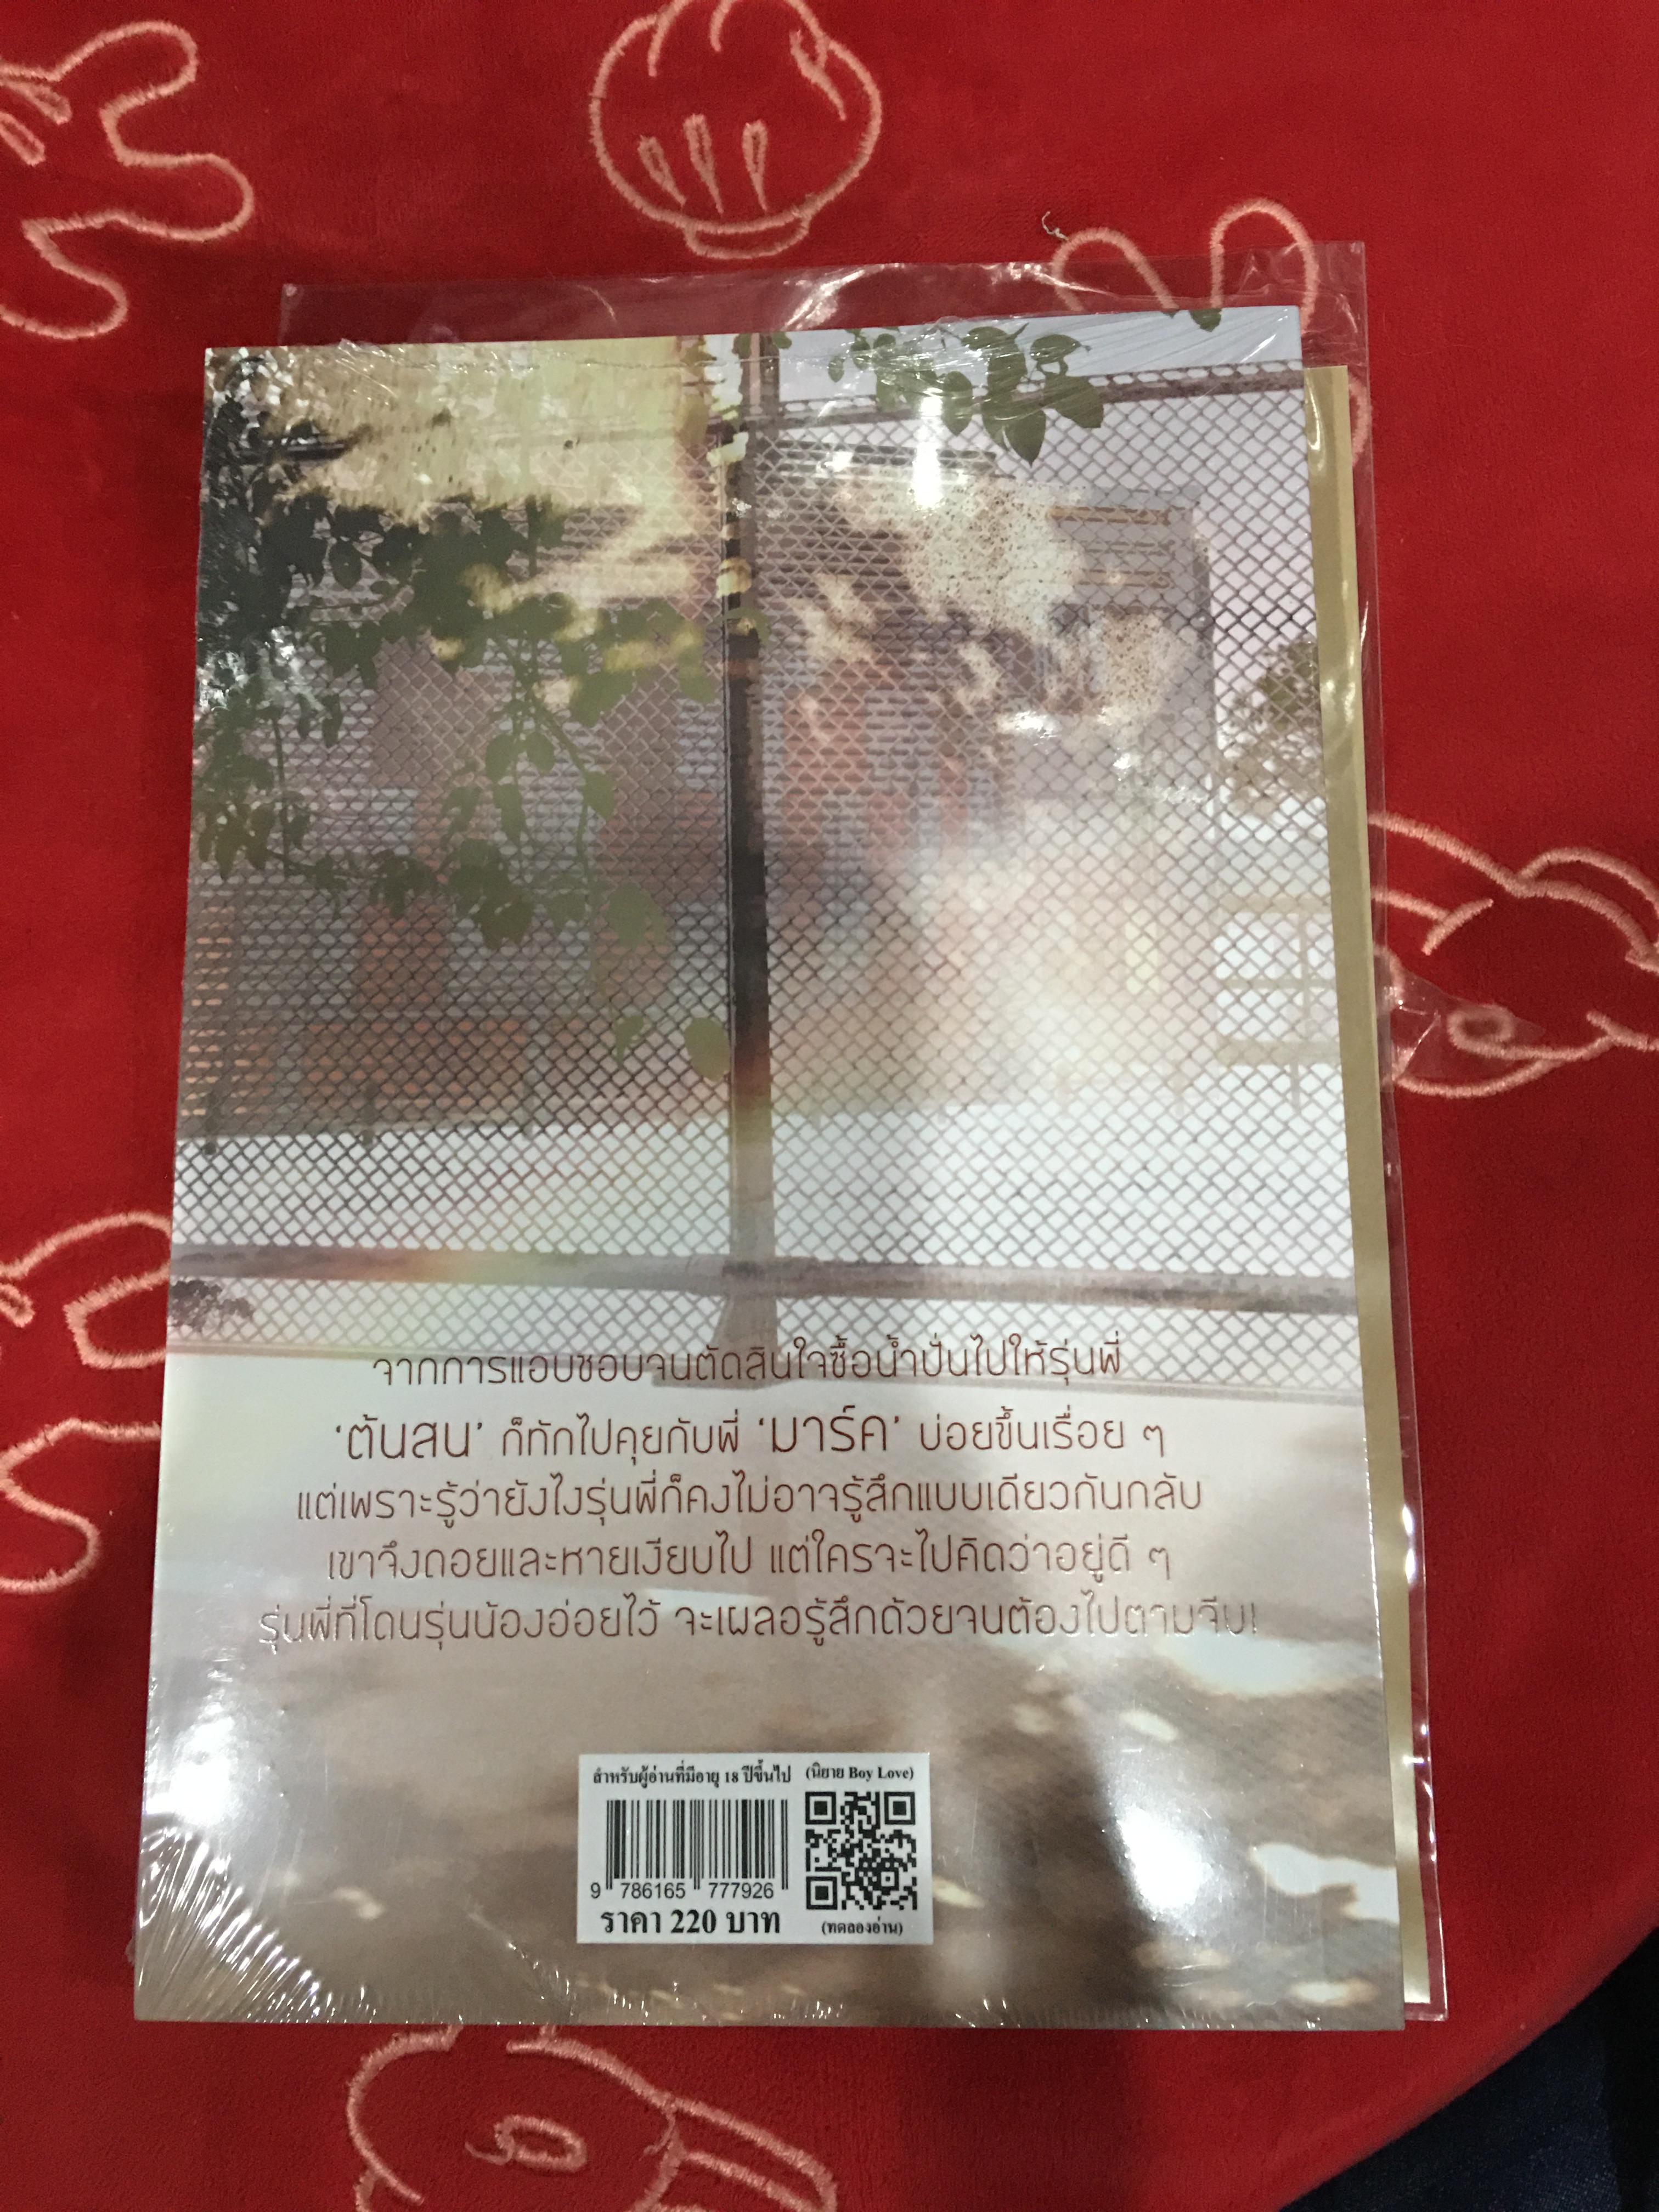 จากการแอบชอบจนตัดสินใจซื้อน้ำปั่นไปให้รุ่นพี่
‘ต้นสน’ ก็ทักไปคุยกับพี่ ‘มาร์ค’ บ่อยขึ้นเรื่อย ๆ
แต่เพราะรู้ว่ายังไงรุ่นพี่ก็คงไม่อาจรู้สึกแบบเดียวกันกลับ
เขาจึงถอยและหายเงียบไป แต่ใครจะไปคิดว่าอยู่ดี ๆ
รุ่นพี่ที่โดนรุ่นน้องอ่อยไว้ จะเผลอรู้สึกด้วยจนต้องไปตามจีบ!
สำหรับผู้อ่านที่มีอายุ 18 ปีขึ้นไป (นิยาย Boy Love)
9 786165 777926
ราคา 220 บาท
(ทดลองอ่าน)